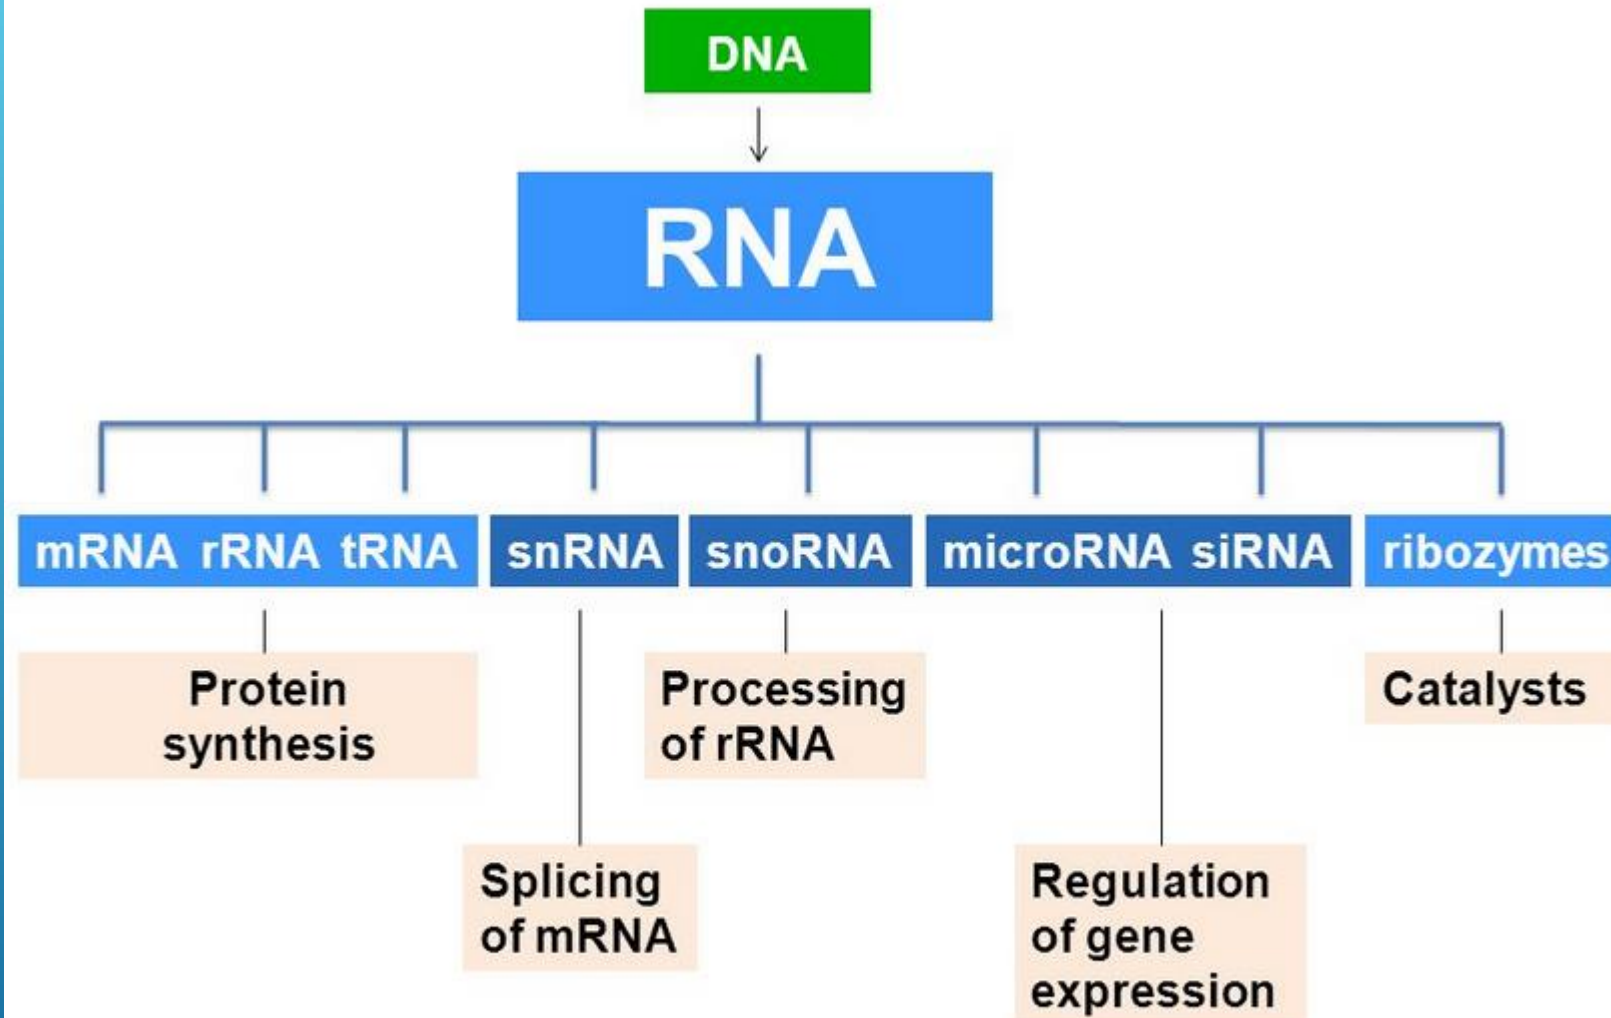 DNA
RNA
mRNA rRNA tRNA snRNA snoRNA microRNA siRNA ribozymes
Protein
synthesis
Processing
of rRNA
Catalysts
Splicing
of mRNA
Regulation
of gene
expression